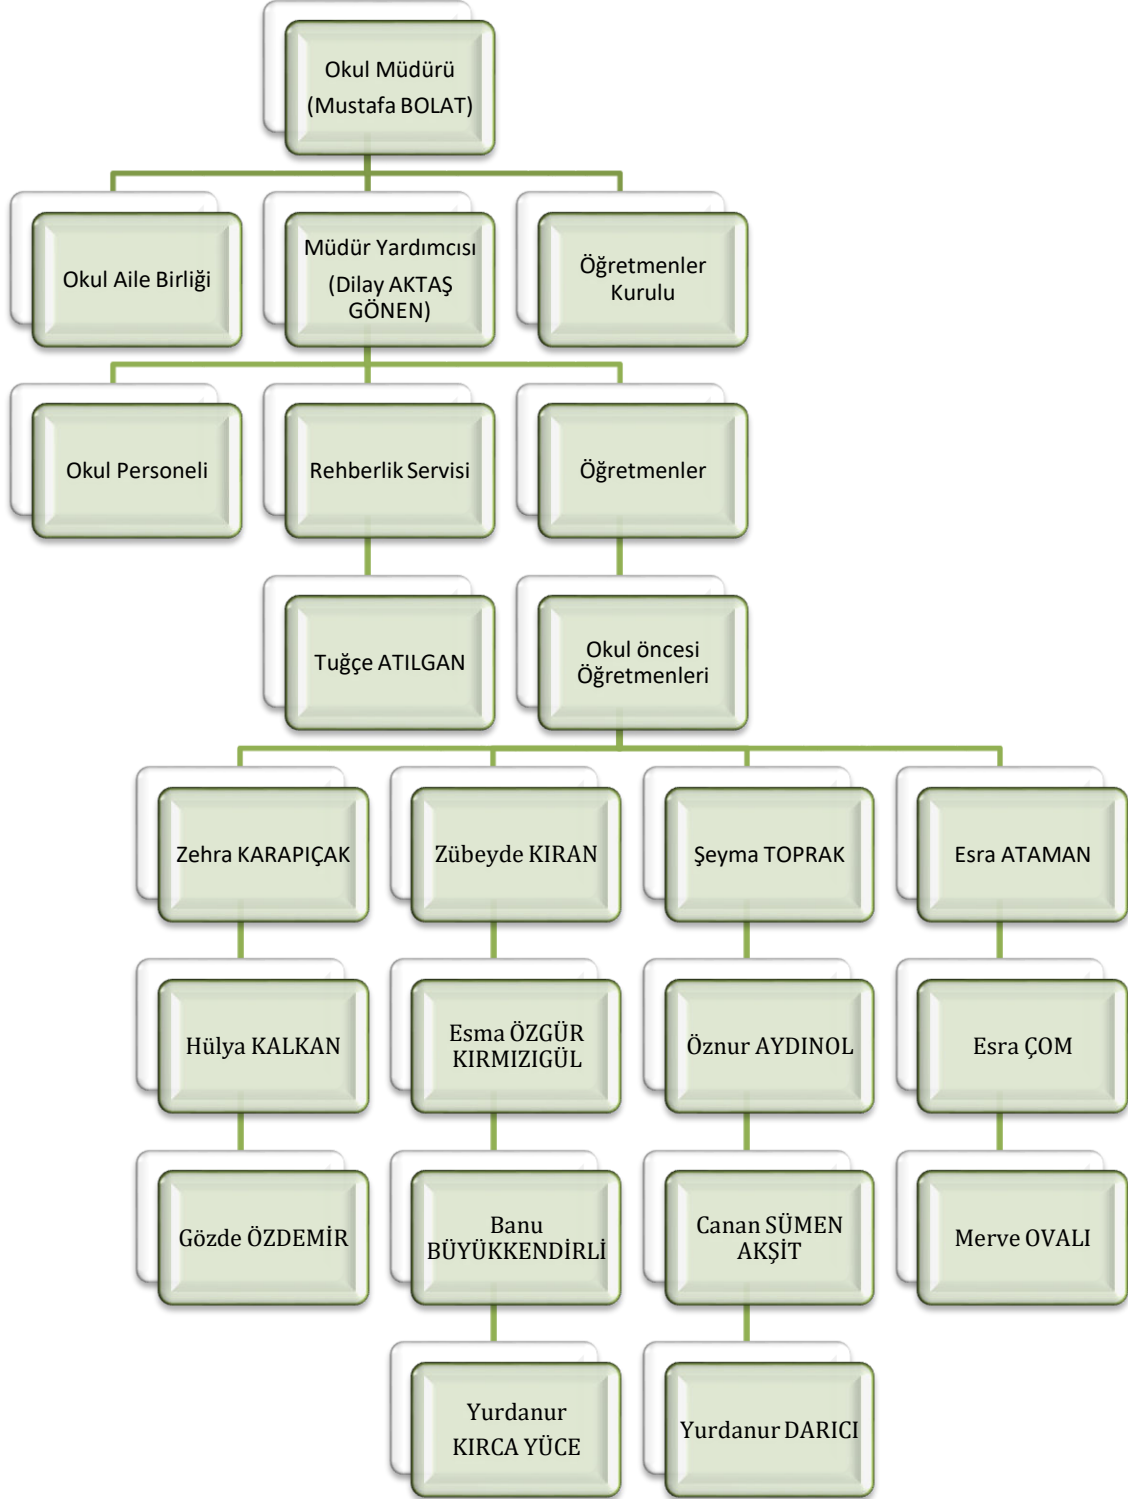 Okul Müdürü
(Mustafa BOLAT)
Okul Aile Birliği
Müdür Yardımcısı
(Dilay AKTAŞ
GÖNEN)
Öğretmenler
Kurulu
Okul Personeli
Rehberlik Servisi
Öğretmenler
Tuğçe ATILGAN
Okul öncesi
Öğretmenleri
Zehra KARAPIÇAK
Zübeyde KIRAN
Şeyma TOPRAK
Esra ATAMAN
Hülya KALKAN
Esma ÖZGÜR
KIRMIZIGÜL
Öznur AYDINOL
Esra ÇOM
Gözde ÖZDEMİR
Banu
BÜYÜKKENDİRLİ
Canan SÜMEN
AKŞİT
Merve OVALI
Yurdanur
KIRCA YÜCE
Yurdanur DARICI